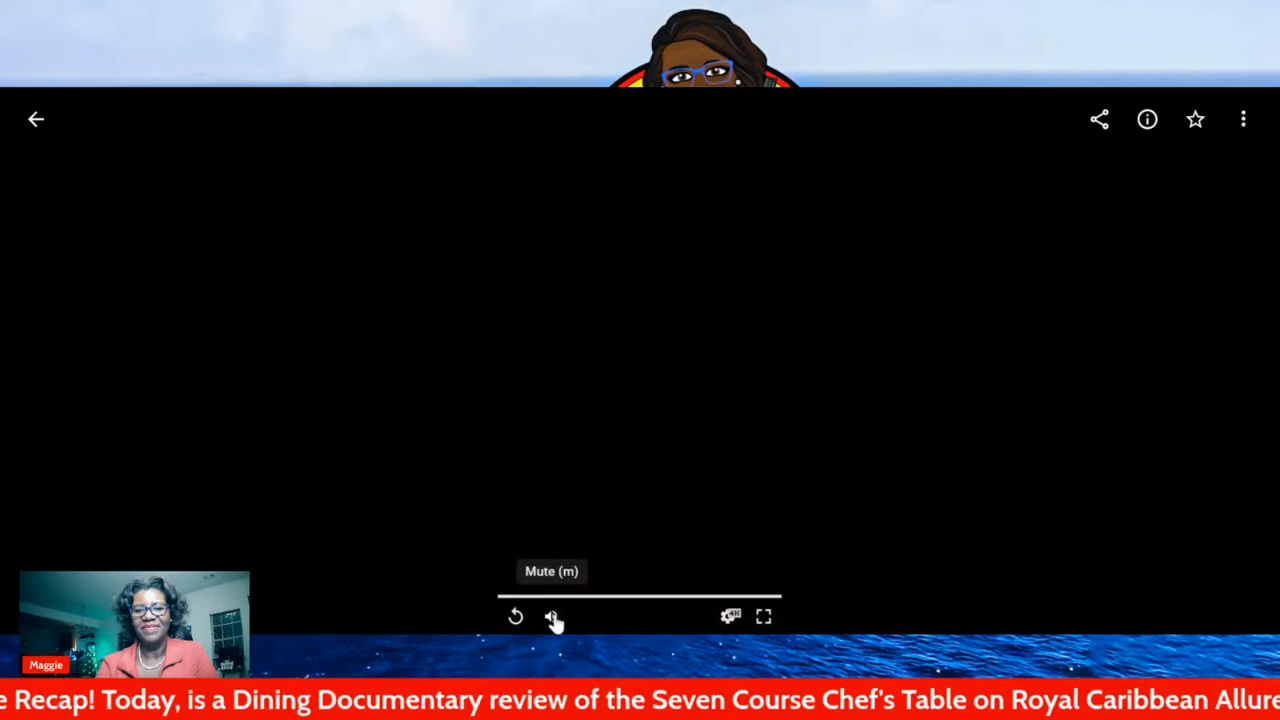 Mute (m)
Maggie
e Recap! Today, is a Dining Documentary review of the Seven Course Chef's Table on Royal Caribbean Allure